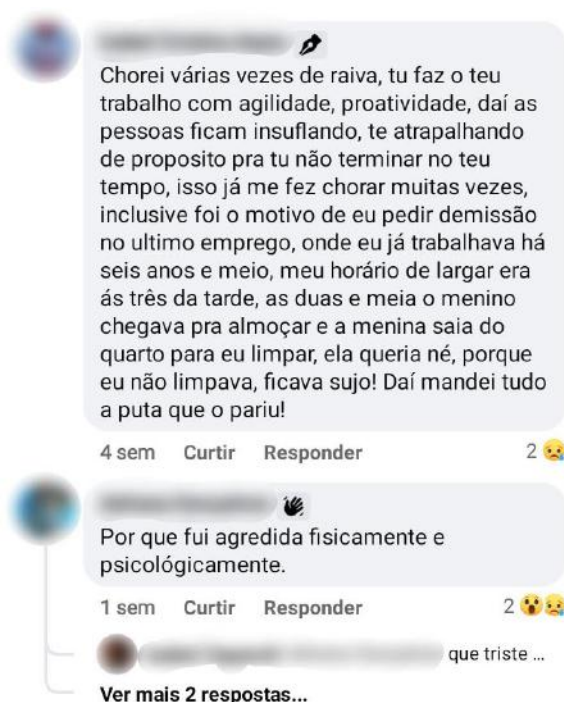 Chorei várias vezes de raiva, tu faz o teu
trabalho com agilidade, proatividade, daí as
pessoas ficam insuflando, te atrapalhando
de proposito pra tu não terminar no teu
tempo, isso já me fez chorar muitas vezes,
inclusive foi o motivo de eu pedir demissão
no ultimo emprego, onde eu já trabalhava há
seis anos e meio, meu horário de largar era
ás três da tarde, as duas e meia o menino
chegava pra almoçar e a menina saia do
quarto para eu limpar, ela queria né, porque
eu não limpava, ficava sujo! Daí mandei tudo
a puta que o pariu!
4 sem Curtir Responder 2
Por que fui agredida fisicamente e
psicológicamente.
1 sem Curtir Responder 2
que triste ...
Ver mais 2 respostas...